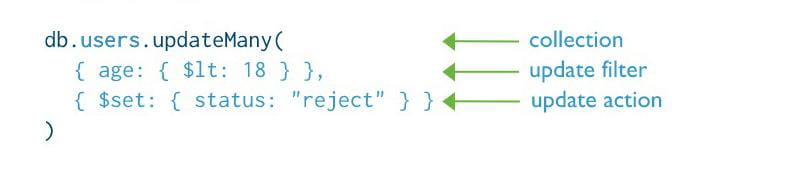 db.users.updateMany( collection
{ age: { $lt: 18 } }, update filter
{ $set: { status: "reject" } } update action
)